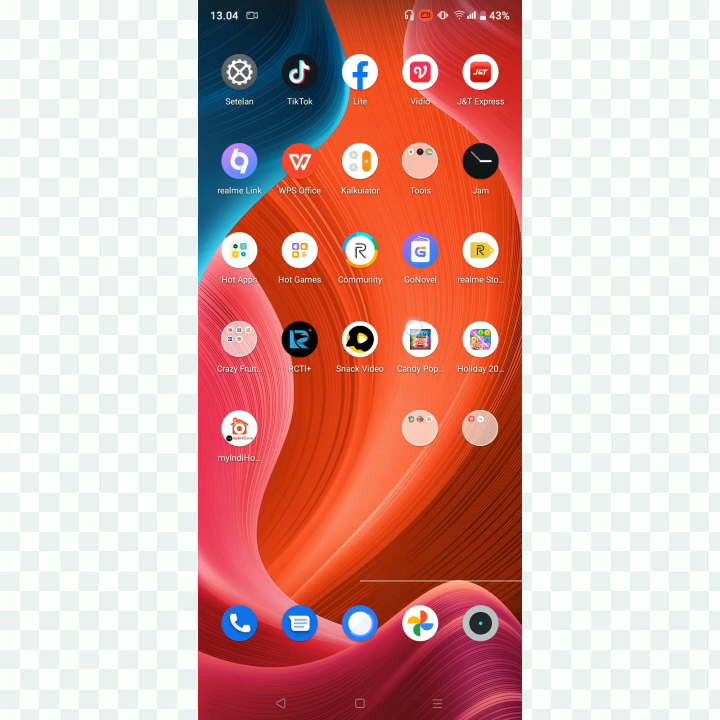 13.04 43%
Setelan TikTok Lite Vidio J&T Express
realme Link WPS Office Kalkulator Tools Jam
Hot Apps Hot Games Community GoNovel realme Sto...
Crazy Fruit... RCTI+ Snack Video Candy Pop... Holiday 20...
myIndiHo...